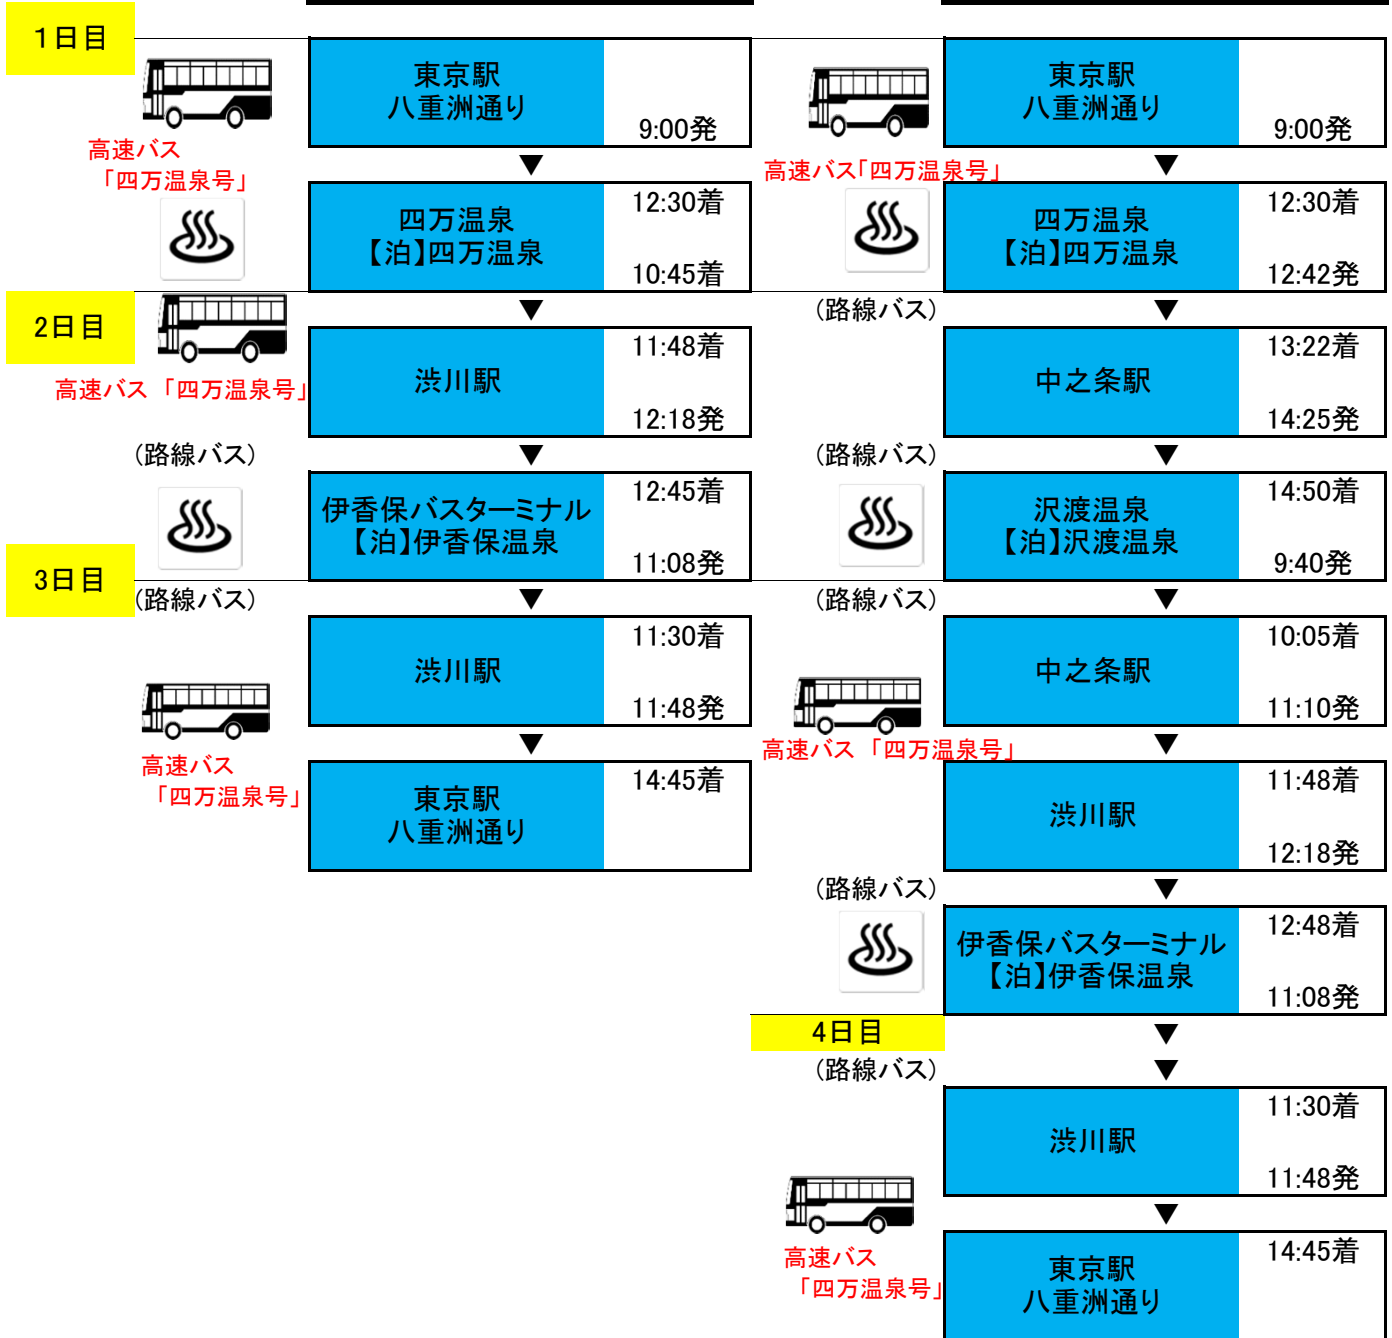 1日目
高速バス
「四万温泉号」
東京駅
八重洲通り
9:00発
▼
四万温泉
【泊】四万温泉
12:30着
10:45着
2日目
高速バス 「四万温泉号」
▼
渋川駅
11:48着
12:18発
(路線バス)
▼
伊香保バスターミナル
【泊】伊香保温泉
12:45着
11:08発
3日目
(路線バス)
▼
渋川駅
11:30着
11:48発
▼
高速バス
「四万温泉号」
東京駅
八重洲通り
14:45着
東京駅
八重洲通り
9:00発
高速バス「四万温泉号」
▼
四万温泉
【泊】四万温泉
12:30着
12:42発
(路線バス)
▼
中之条駅
13:22着
14:25発
(路線バス)
▼
沢渡温泉
【泊】沢渡温泉
14:50着
9:40発
(路線バス)
▼
中之条駅
10:05着
11:10発
高速バス 「四万温泉号」
▼
渋川駅
11:48着
12:18発
(路線バス)
▼
伊香保バスターミナル
【泊】伊香保温泉
12:48着
11:08発
4日目
▼
(路線バス)
▼
渋川駅
11:30着
11:48発
▼
高速バス
「四万温泉号」
東京駅
八重洲通り
14:45着